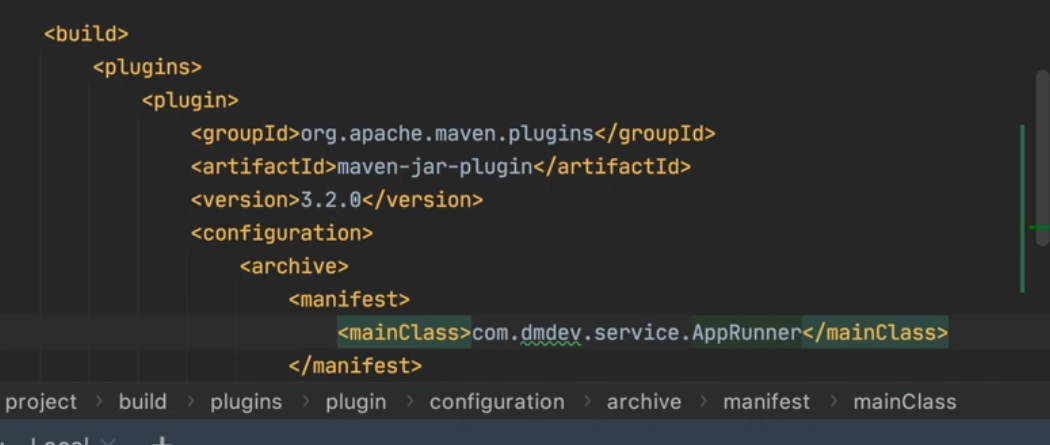 <build>
<plugins>
<plugin>
<groupId>org.apache.maven.plugins</groupId>
<artifactId>maven-jar-plugin</artifactId>
<version>3.2.0</version>
<configuration>
<archive>
<manifest>
<mainClass>com.dmdev.service.AppRunner</mainClass>
</manifest>
project > build > plugins > plugin > configuration > archive > manifest > mainClass
Local × +